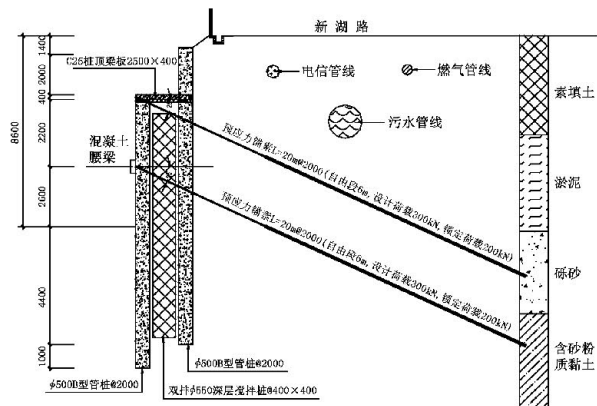 新湖路
1400
2000
400
2200
2600
4400
1000
8600
C25桩顶梁板2500×400
电信管线
燃气管线
污水管线
素填土
混凝土
腰梁
预应力锚索L=20m@2000(自由段6m,设计荷载300kN,锁定荷载200kN)
预应力锚索L=20m@2000(自由段6m,设计荷载300kN,锁定荷载200kN)
淤泥
砾砂
含砂粉
质黏土
ϕ500B型管桩@2000
ϕ500B型管桩@2000
双排ϕ550深层搅拌桩@400×400